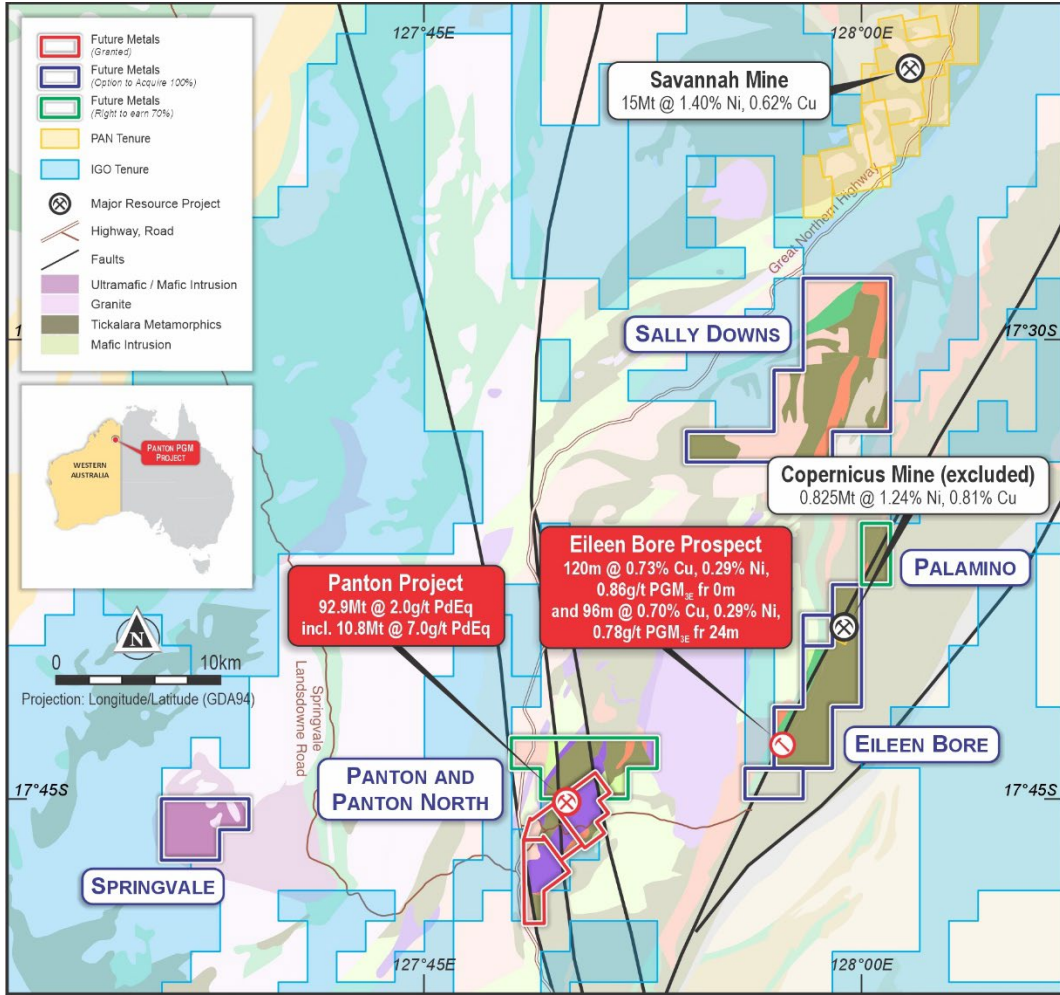 Future Metals
(Granted)
Future Metals
(Option to Acquire 100%)
Future Metals
(Right to earn 70%)
PAN Tenure
IGO Tenure
Major Resource Project
Highway, Road
Faults
Ultramafic / Mafic Intrusion
Granite
Tickalara Metamorphics
Mafic Intrusion
WESTERN
AUSTRALIA
PANTON PGM
PROJECT
N
0 10km
Projection: Longitude/Latitude (GDA94)
127°45E
128°00E
Savannah Mine
15Mt @ 1.40% Ni, 0.62% Cu
Great Northern Highway
SALLY DOWNS
1
17°30S
Copernicus Mine (excluded)
0.825Mt @ 1.24% Ni, 0.81% Cu
PALAMINO
Eileen Bore Prospect
120m @ 0.73% Cu, 0.29% Ni,
0.86g/t PGM3E fr 0m
and 96m @ 0.70% Cu, 0.29% Ni,
0.78g/t PGM3E fr 24m
Panton Project
92.9Mt @ 2.0g/t PdEq
incl. 10.8Mt @ 7.0g/t PdEq
Springvale
Landsdowne Road
EILEEN BORE
PANTON AND
PANTON NORTH
17°45S
17°45S
SPRINGVALE
127°45E
128°00E